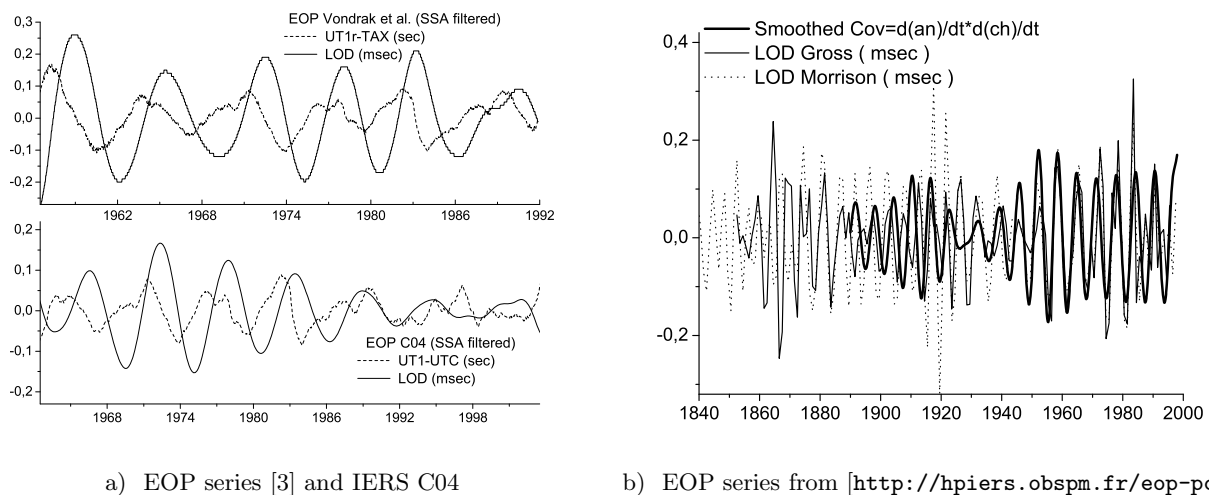 EOP Vondrak et al. (SSA filtered)
UT1r-TAX (sec)
LOD (msec)
0,3
0,2
0,1
0,0
-0,1
-0,2
1962 1968 1974 1980 1986 1992
0,2
0,1
0,0
-0,1
-0,2
EOP C04 (SSA filtered)
UT1-UTC (sec)
LOD (msec)
1968 1974 1980 1986 1992 1998
a) EOP series [3] and IERS C04
Smoothed Cov=d(an)/dt*d(ch)/dt
LOD Gross ( msec)
LOD Morrison ( msec )
0,4
0,2
0,0
-0,2
1840 1860 1880 1900 1920 1940 1960 1980 2000
b) EOP series from [http://hpiers.obspm.fr/eop-pc